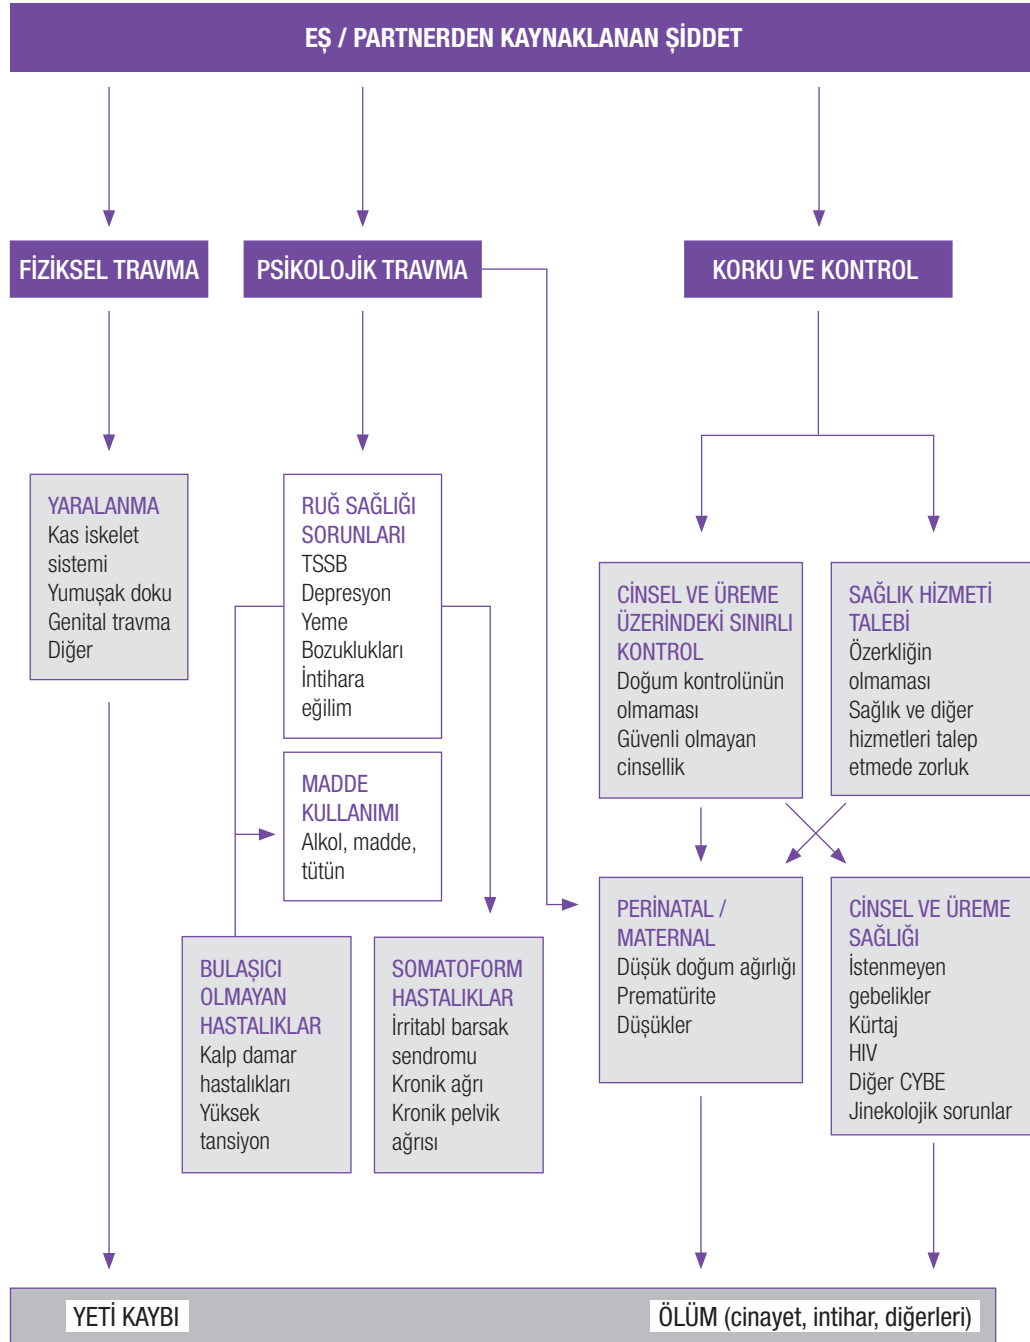 EŞ / PARTNERDEN KAYNAKLANAN ŞİDDET
FİZİKSEL TRAVMA
PSİKOLOJİK TRAVMA
KORKU VE KONTROL
YARALANMA
Kas iskelet
sistemi
Yumuşak doku
Genital travma
Diğer
RUĞ SAĞLIĞI
SORUNLARI
TSSB
Depresyon
Yeme
Bozuklukları
İntihara
eğilim
CİNSEL VE ÜREME
ÜZERİNDEKİ SINIRLI
KONTROL
Doğum kontrolünün
olmaması
Güvenli olmayan
cinsellik
SAĞLIK HİZMETİ
TALEBİ
Özerkliğin
olmaması
Sağlık ve diğer
hizmetleri talep
etmede zorluk
MADDE
KULLANIMI
Alkol, madde,
tütün
BULAŞICI
OLMAYAN
HASTALIKLAR
Kalp damar
hastalıkları
Yüksek
tansiyon
SOMATOFORM
HASTALIKLAR
İrritabl barsak
sendromu
Kronik ağrı
Kronik pelvik
ağrısı
PERİNATAL /
MATERNAL
Düşük doğum ağırlığı
Prematürite
Düşükler
CİNSEL VE ÜREME
SAĞLIĞI
İstenmeyen
gebelikler
Kürtaj
HIV
Diğer CYBE
Jinekolojik sorunlar
YETİ KAYBI
ÖLÜM (cinayet, intihar, diğerleri)